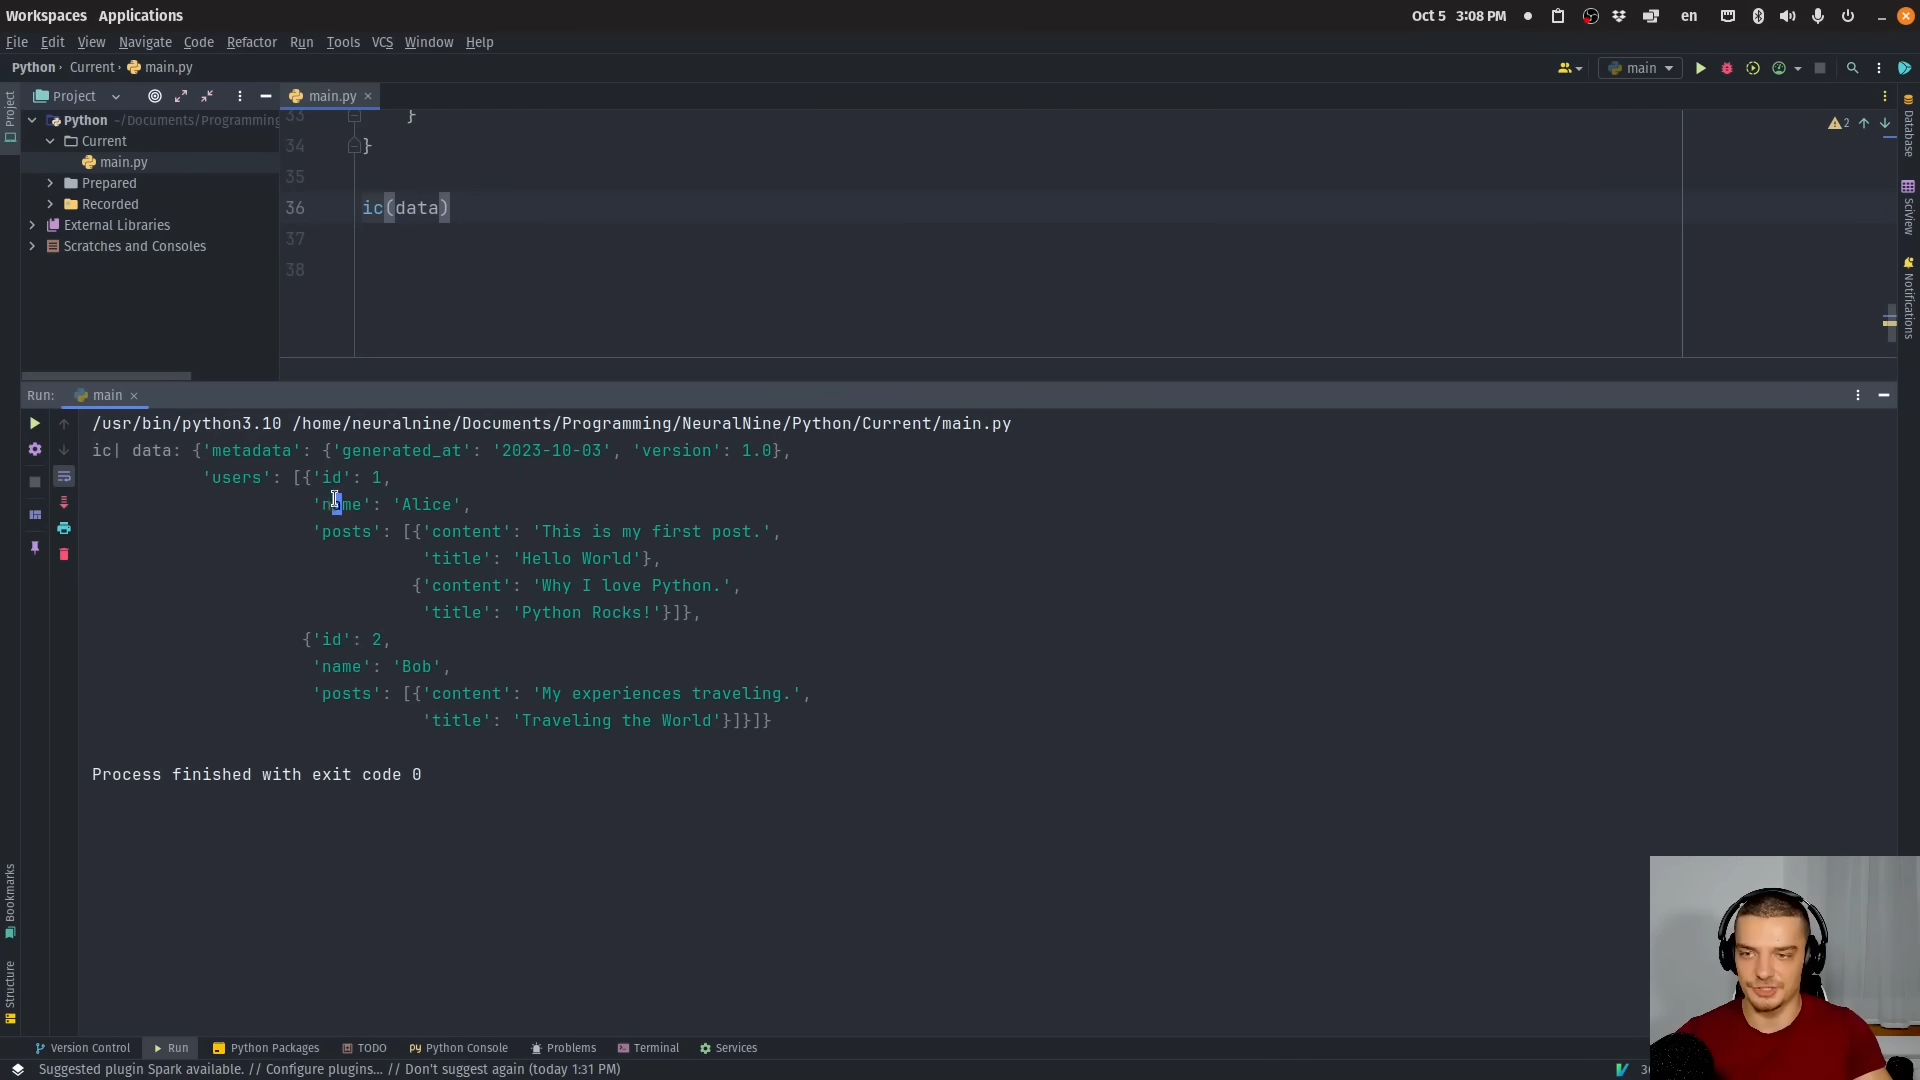 Workspaces Applications Oct 5 3:08 PM en
File Edit View Navigate Code Refactor Run Tools VCS Window Help
Python Current main.py main
Project main.py
Python ~/Documents/Programming
Current
main.py
Prepared
Recorded
External Libraries
Scratches and Consoles
Project
Bookmarks
Structure
Database
SciView
Notifications
2
33 }
34 }
35
36 ic(data)
37
38
Run: main
/usr/bin/python3.10 /home/neuralnine/Documents/Programming/NeuralNine/Python/Current/main.py
ic| data: {'metadata': {'generated_at': '2023-10-03', 'version': 1.0},
'users': [{'id': 1,
'name': 'Alice',
'posts': [{'content': 'This is my first post.',
'title': 'Hello World'},
{'content': 'Why I love Python.',
'title': 'Python Rocks!'}]},
{'id': 2,
'name': 'Bob',
'posts': [{'content': 'My experiences traveling.',
'title': 'Traveling the World'}]}]}
Process finished with exit code 0
Version Control Run Python Packages TODO Python Console Problems Terminal Services
Suggested plugin Spark available. // Configure plugins... // Don't suggest again (today 1:31 PM)